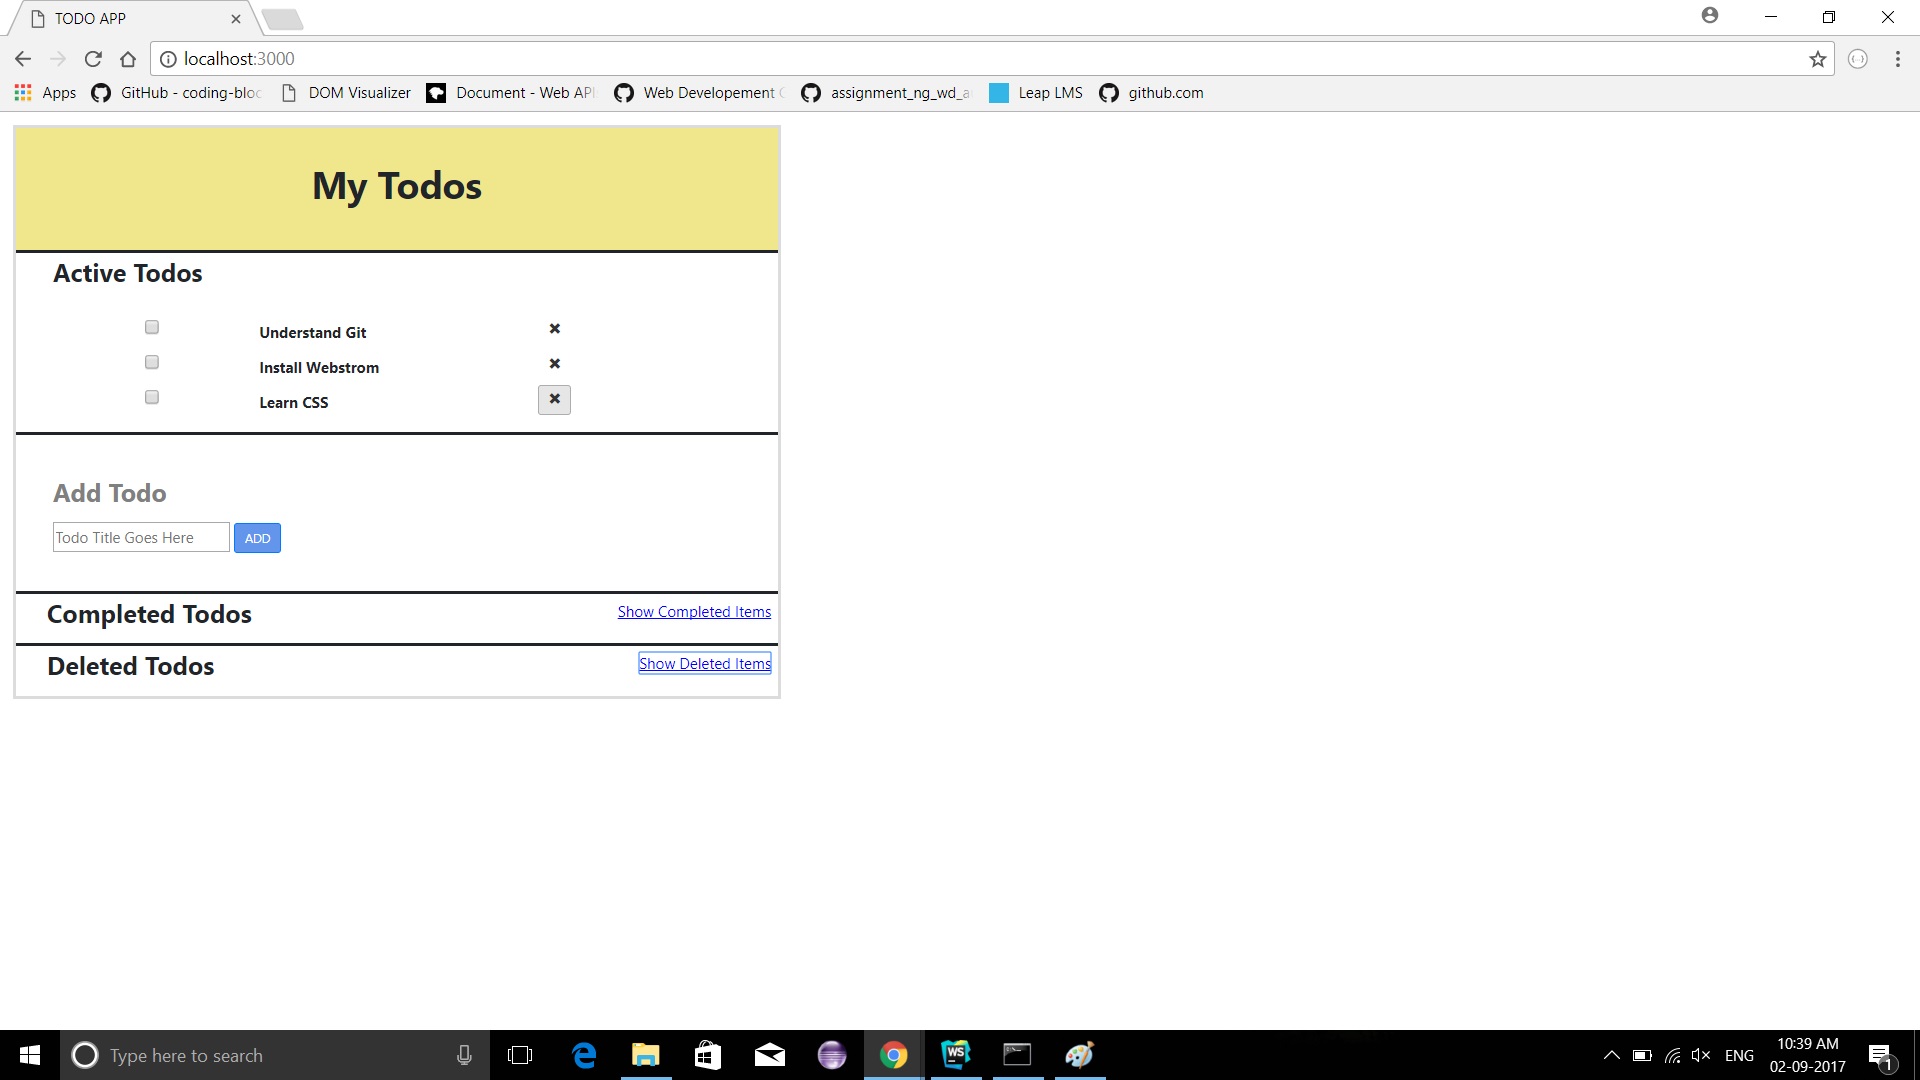 TODO APP
localhost:3000
Apps GitHub - coding-bloc DOM Visualizer Document - Web API Web Developement assignment_ng_wd_a Leap LMS github.com
My Todos
Active Todos
Understand Git
Install Webstrom
Learn CSS
Add Todo
Todo Title Goes Here ADD
Completed Todos Show Completed Items
Deleted Todos Show Deleted Items
Type here to search WS ENG 10:39 AM
02-09-2017 1